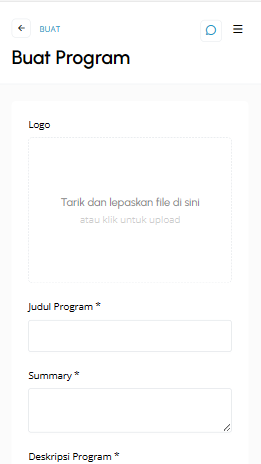 BUAT
Buat Program
Logo
Tarik dan lepaskan file di sini
atau klik untuk upload
Judul Program *
Summary *
Deskripsi Program *